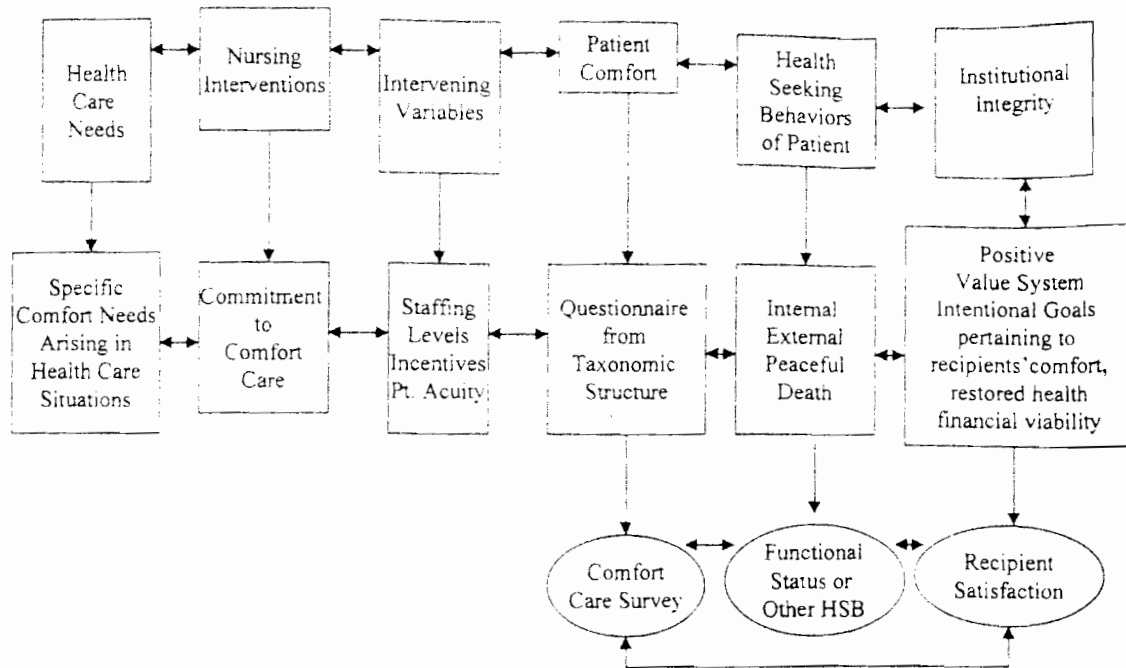 Health
Care
Needs
Nursing
Interventions
Intervening
Variables
Patient
Comfort
Health
Seeking
Behaviors
of Patient
Institutional
Integrity
Specific
Comfort Needs
Arising in
Health Care
Situations
Commitment
to
Comfort
Care
Staffing
Levels
Incentives
Pt. Acuity
Questionnaire
from
Taxonomic
Structure
Internal
External
Peaceful
Death
Positive
Value System
Intentional Goals
pertaining to
recipients' comfort,
restored health
financial viability
Comfort
Care Survey
Functional
Status or
Other HSB
Recipient
Satisfaction